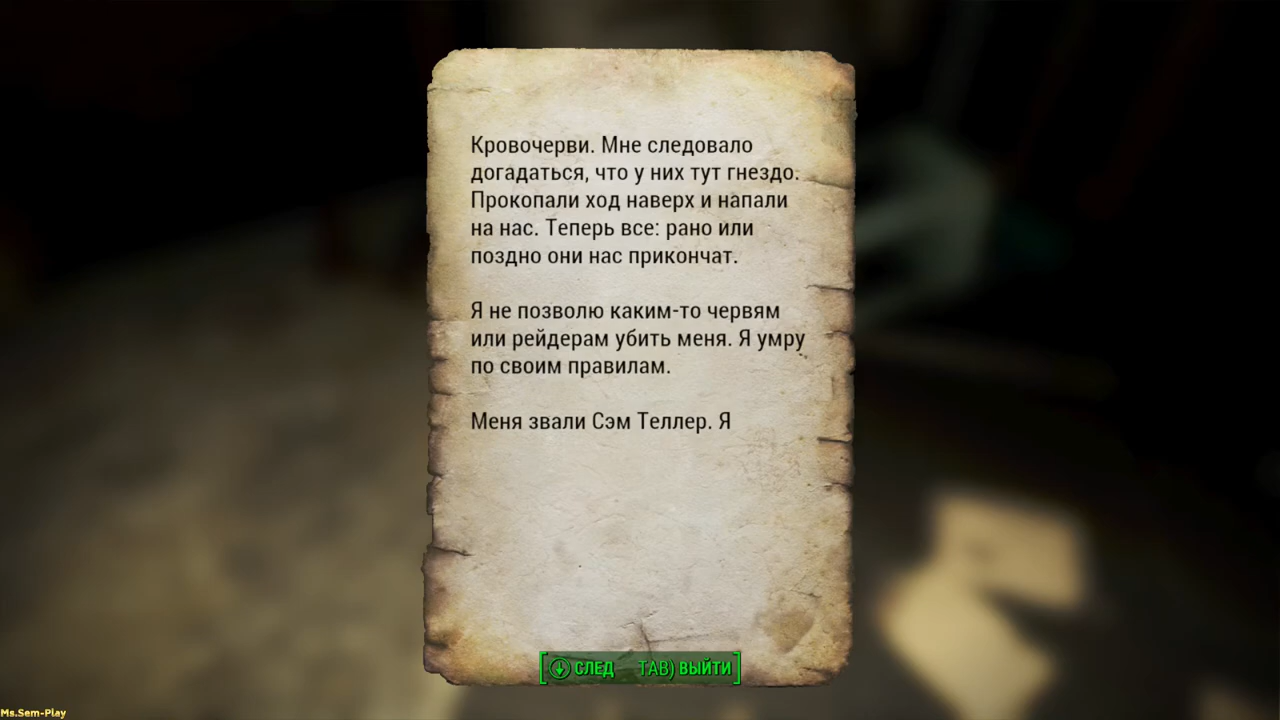 Кровочерви. Мне следовало
догадаться, что у них тут гнездо.
Прокопали ход наверх и напали
на нас. Теперь все: рано или
поздно они нас прикончат.
Я не позволю каким-то червям
или рейдерам убить меня. Я умру
по своим правилам.
Меня звали Сэм Теллер. Я
СЛЕД TAB) ВЫЙТИ
Ms.Sem-Play